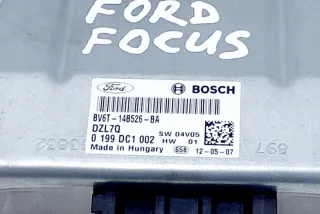 FORD
FOCUS
Ford BOSCH
BV6T-14B526-BA
DZL7Q SW 04V05
0 199 DC1 002 HW 01
Made in Hungary 658 12-05-07